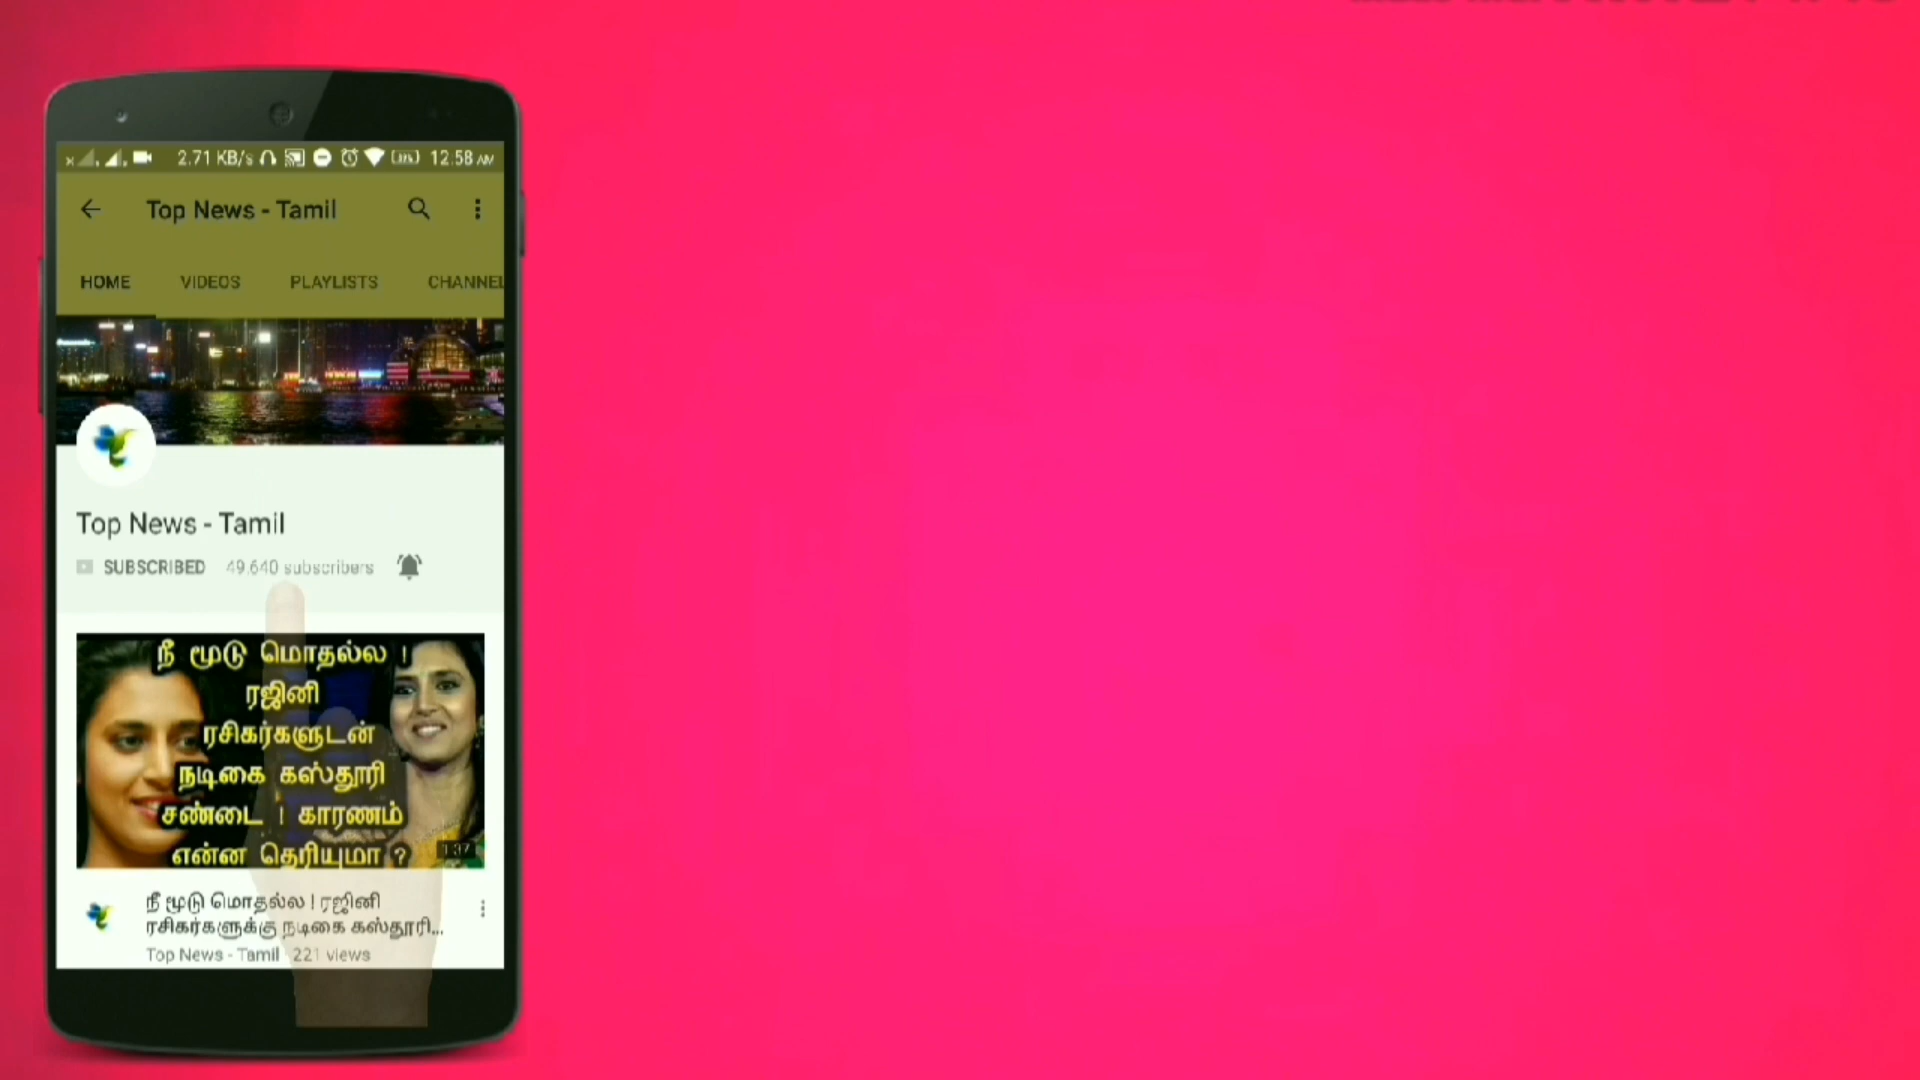 2.71 KB/s 12.58 AM
Top News - Tamil
HOME VIDEOS PLAYLISTS CHANNEL
Top News - Tamil
SUBSCRIBED 49,640 subscribers
நீ மூடு மொதல்ல !
ரஜினி
ரசிகர்களுடன்
நடிகை கஸ்தூரி
சண்டை ! காரணம்
என்ன தெரியுமா ?
1:37
நீ மூடு மொதல்ல ! ரஜினி
ரசிகர்களுக்கு நடிகை கஸ்தூரி...
Top News - Tamil 221 views